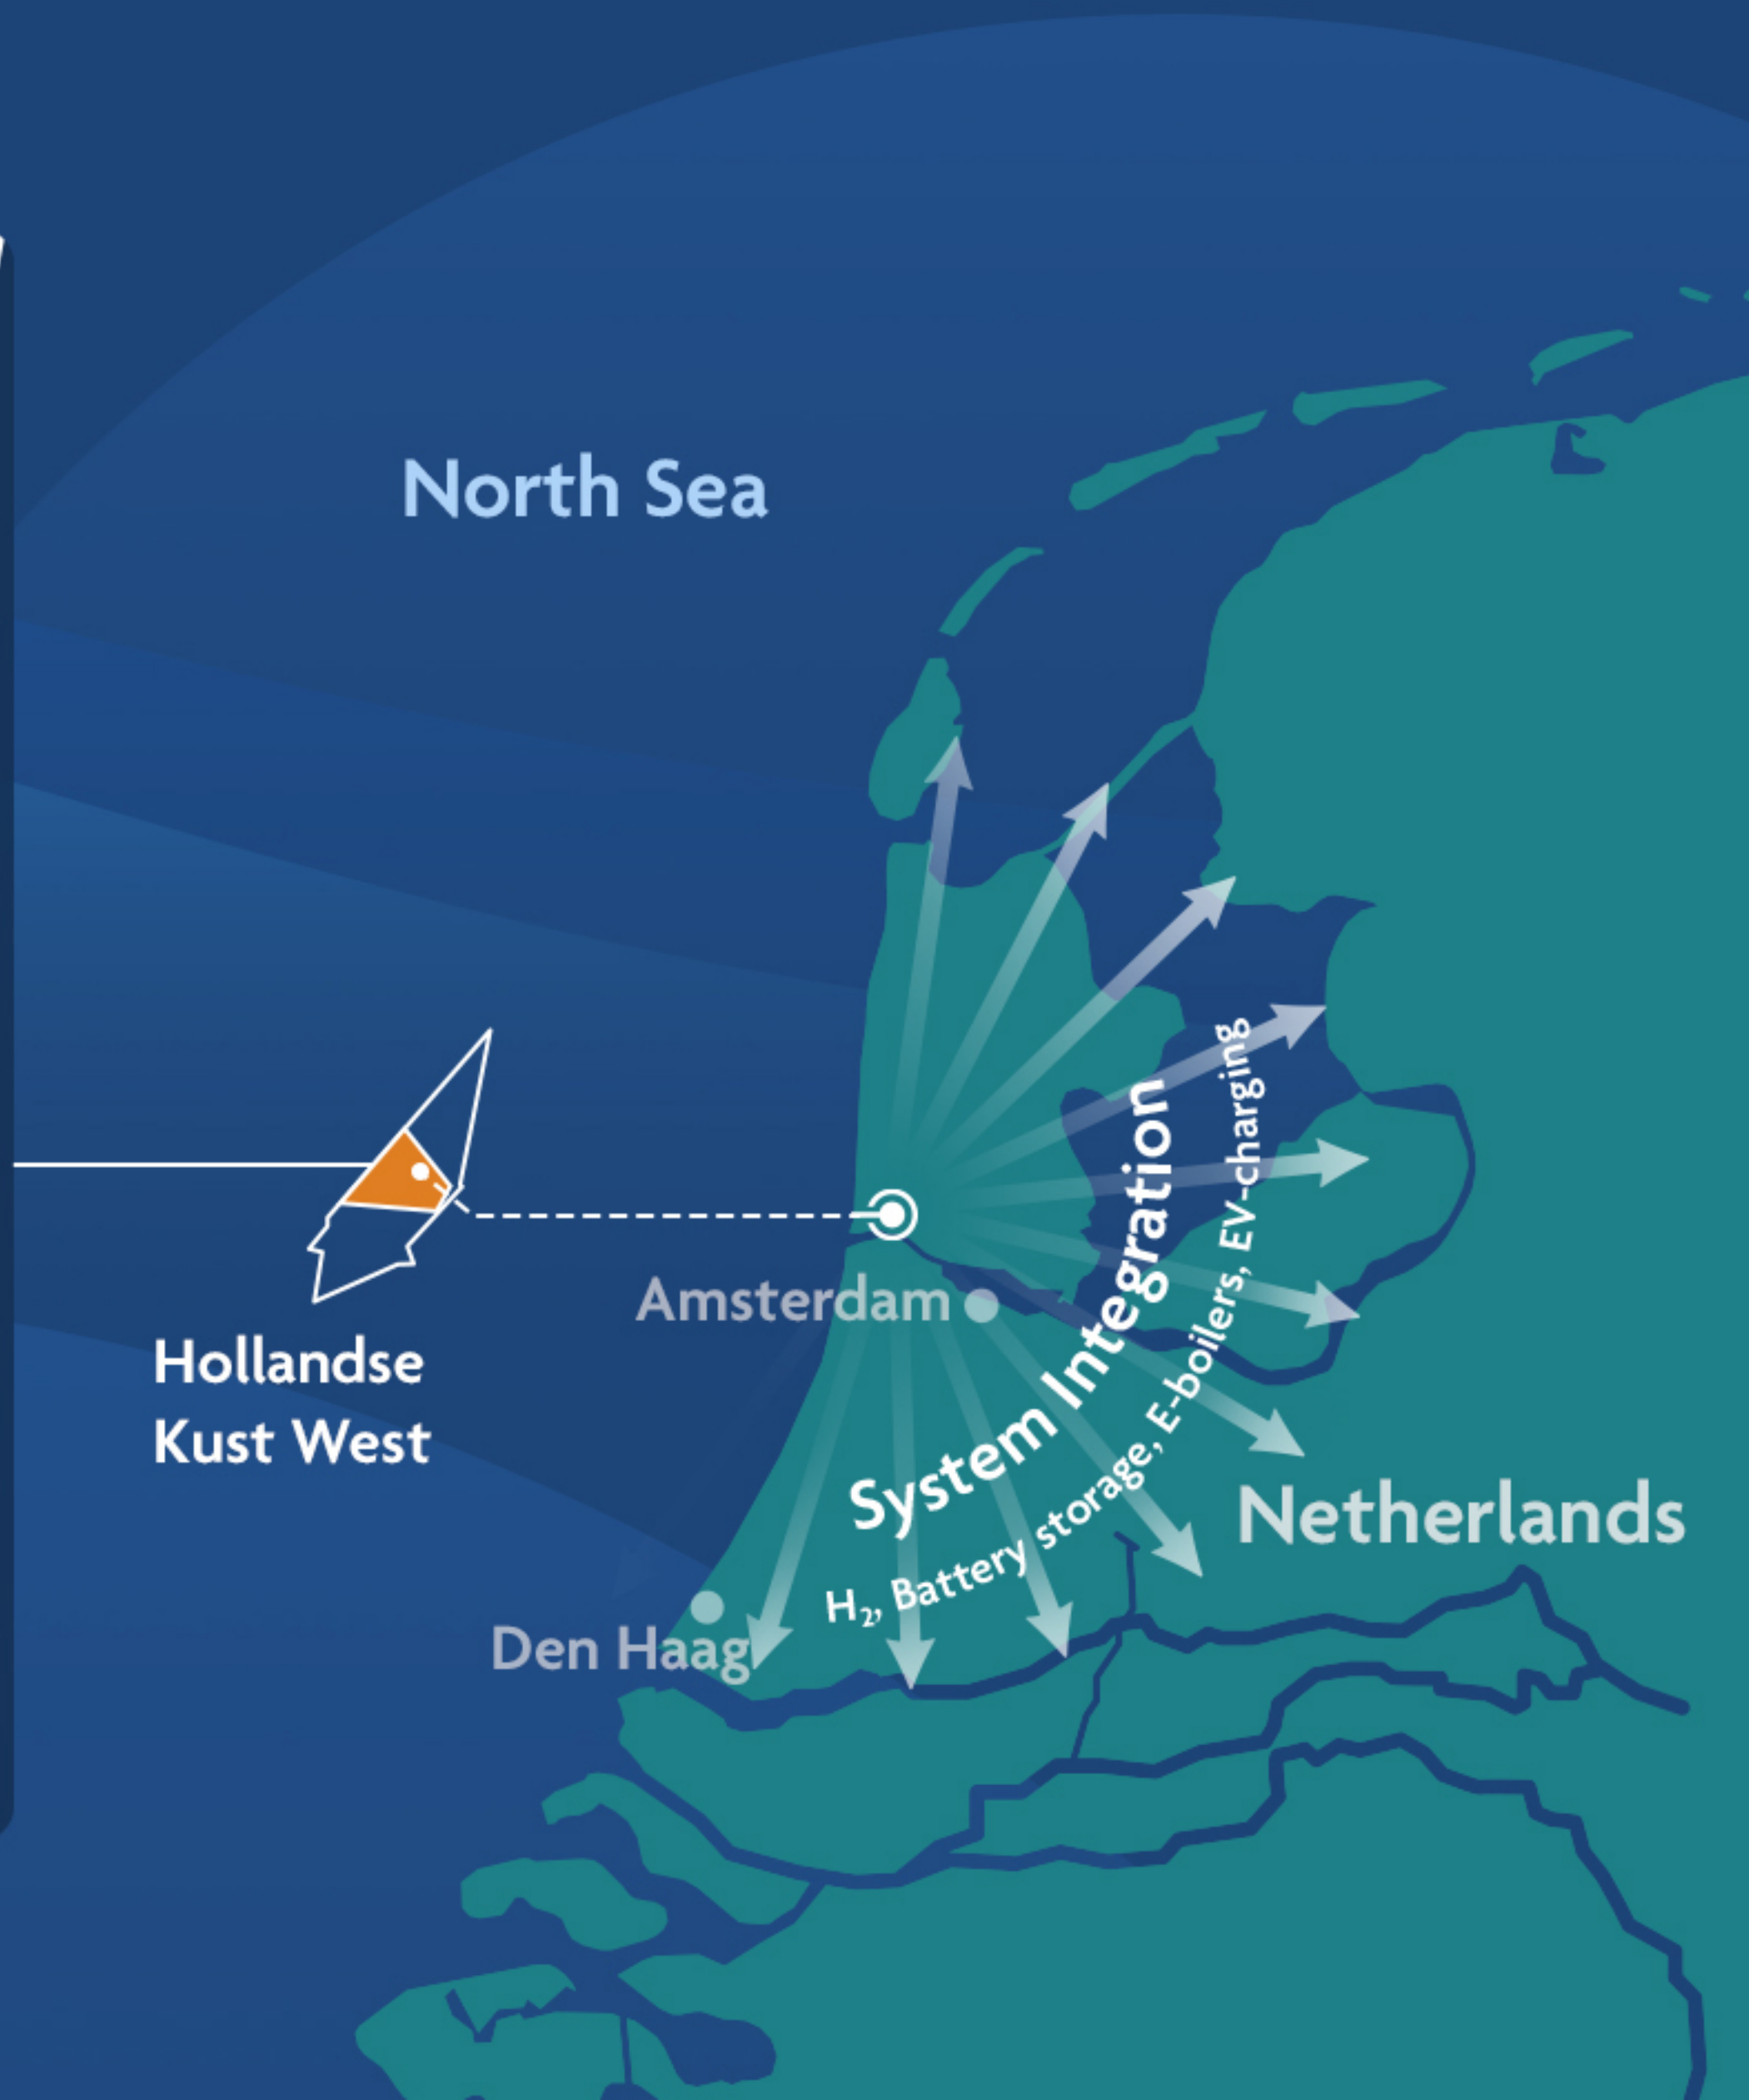 North Sea
Hollandse
Kust West
Amsterdam
System Integration
H₂, Battery storage, E-boilers, EV-charging
Netherlands
Den Haag